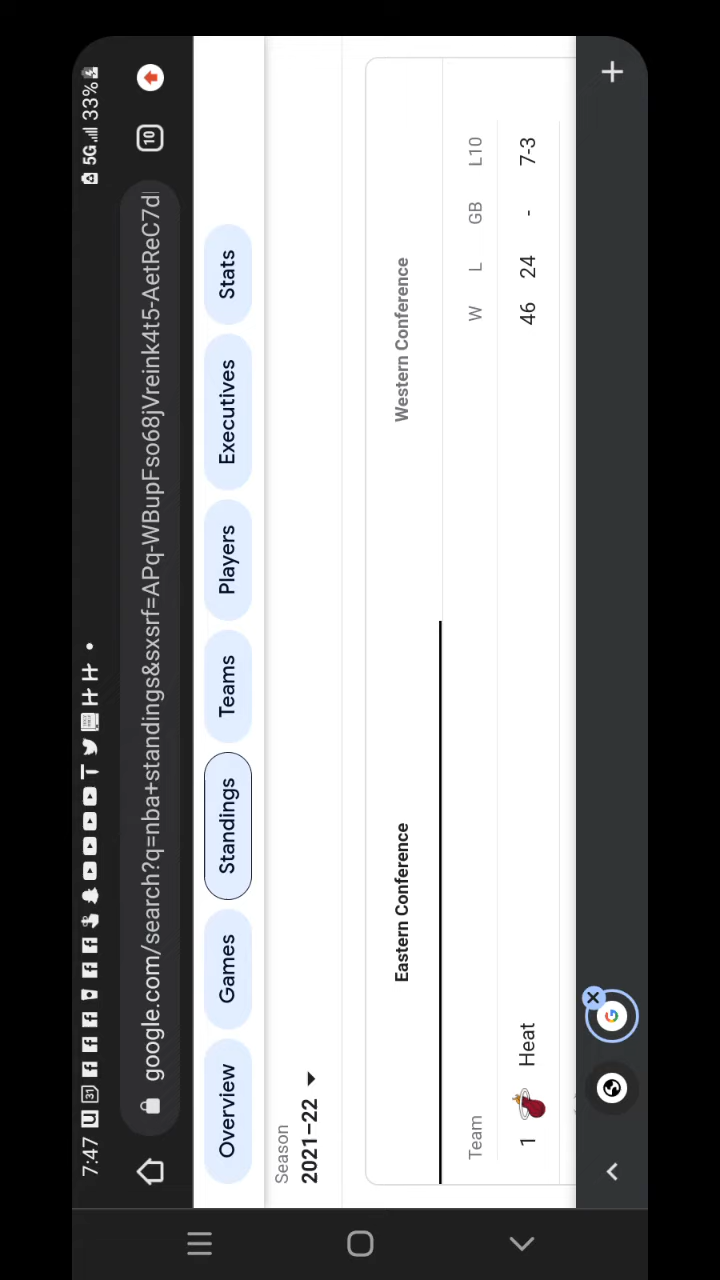 7:47 31 5G 33%
google.com/search?q=nba+standings&sxsrf=APq-WBupFso68jVreink4t5-AetReC7d 10
Overview Games Standings Teams Players Executives Stats
Season
2021-22
Eastern Conference Western Conference
Team W L GB L10
1 Heat 46 24 - 7-3